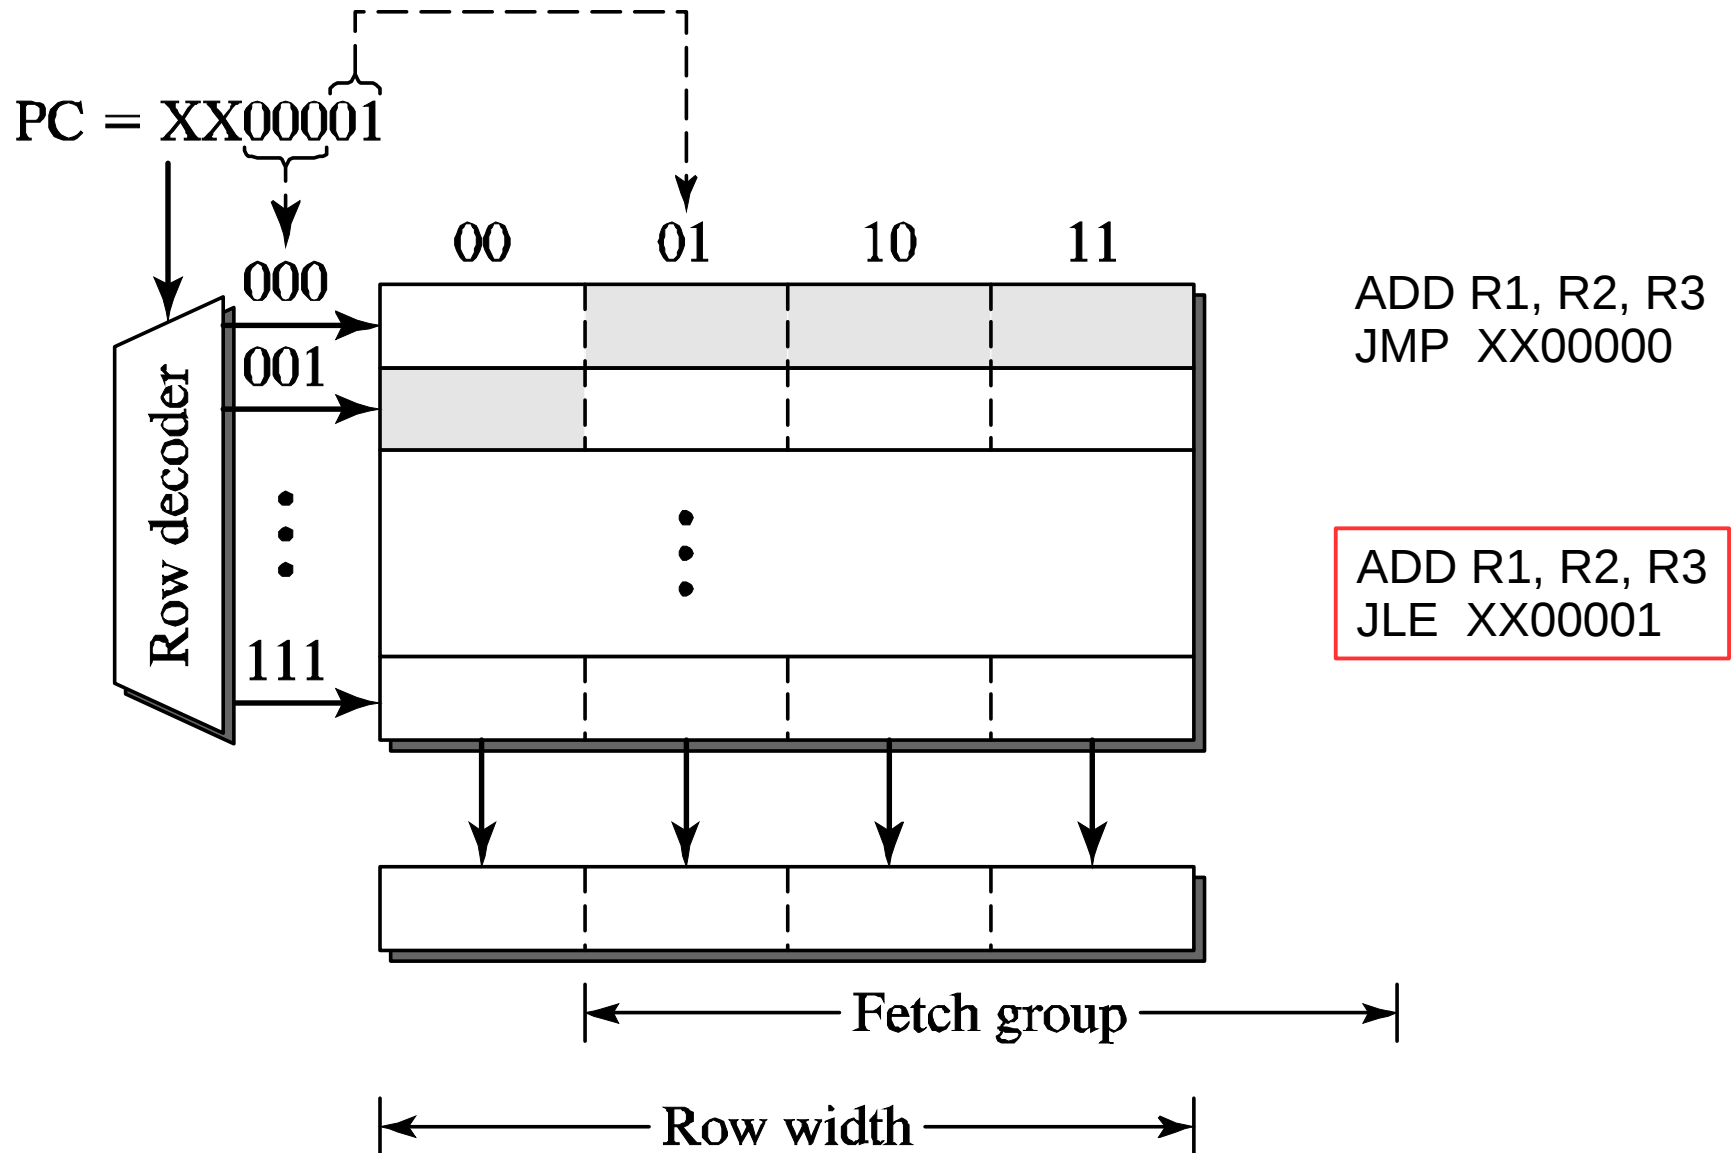 PC = XX00001
00 01 10 11
000
001
111
Row decoder
ADD R1, R2, R3
JMP XX00000
ADD R1, R2, R3
JLE XX00001
Fetch group
Row width